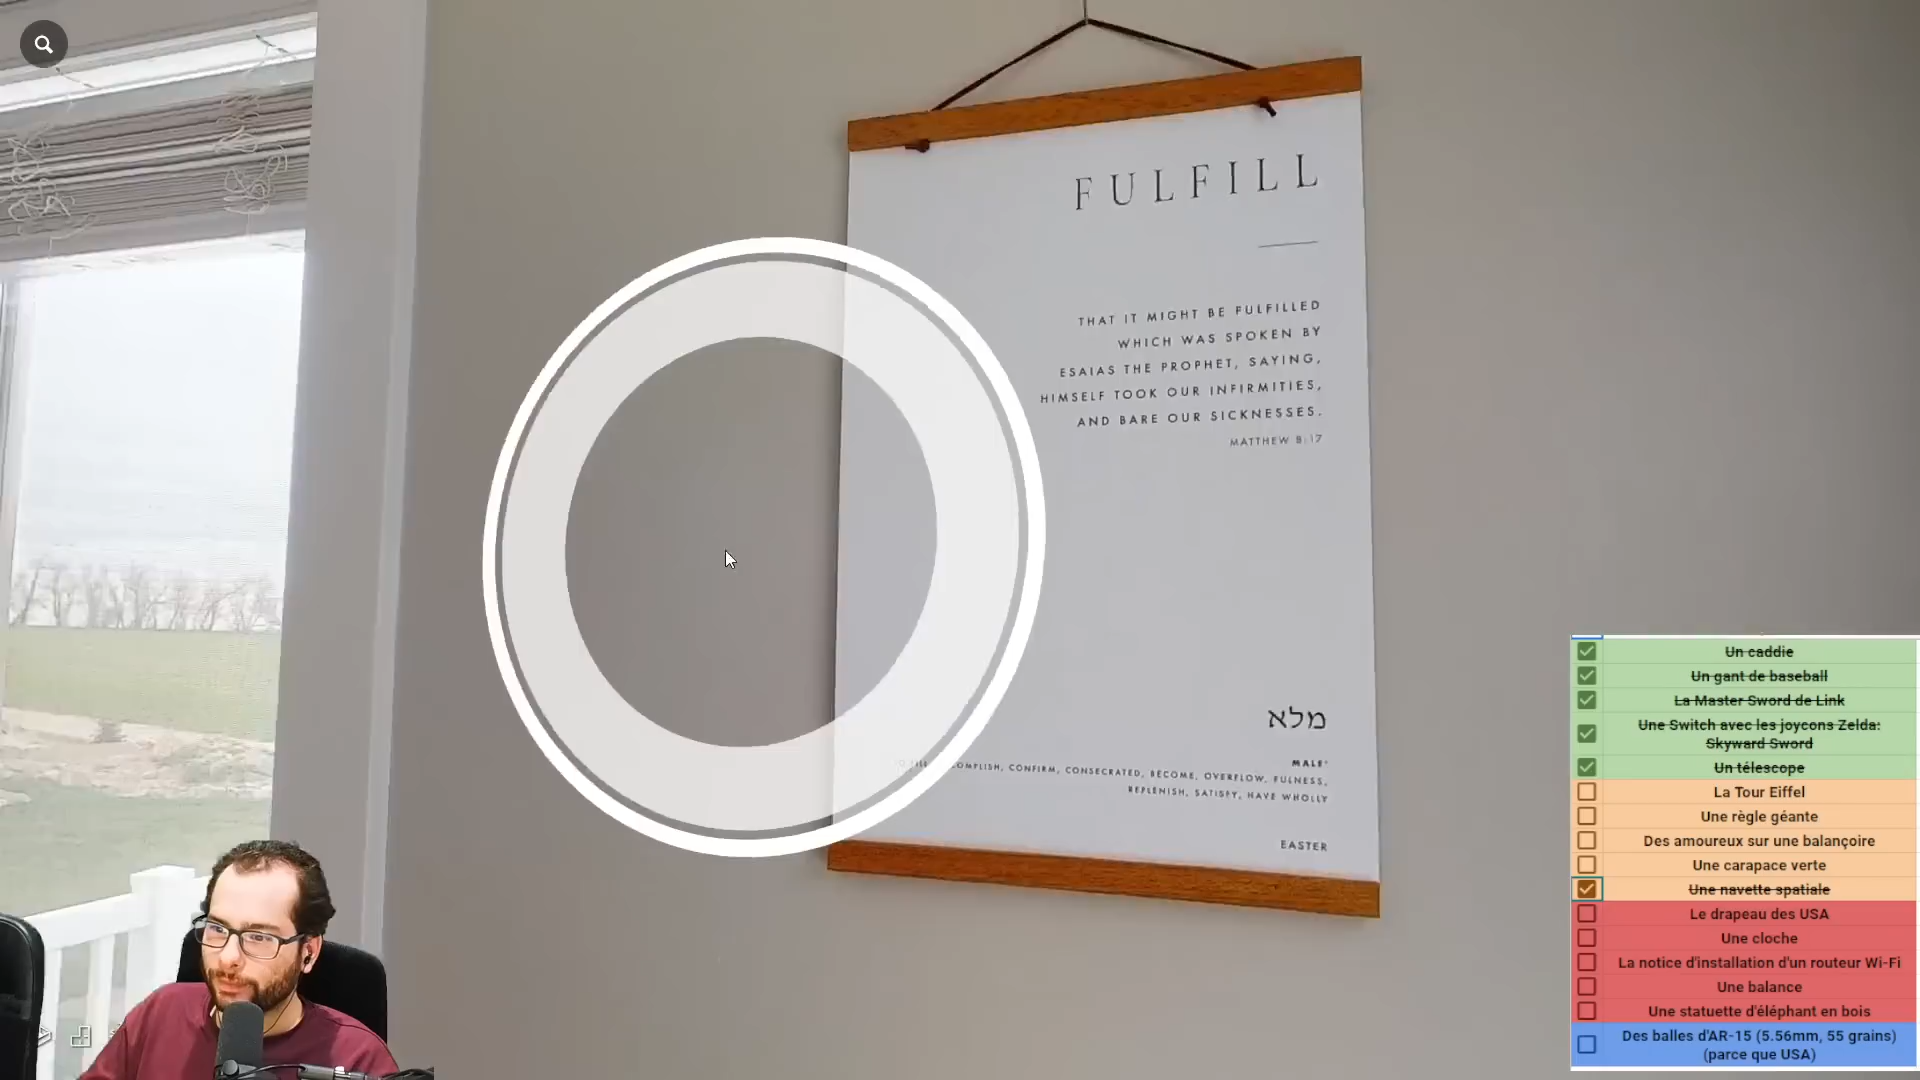 FULFILL
THAT IT MIGHT BE FULFILLED
WHICH WAS SPOKEN BY
ESAIAS THE PROPHET, SAYING,
HIMSELF TOOK OUR INFIRMITIES,
AND BARE OUR SICKNESSES.
MATTHEW 8:17
מלא
MALE'
CONFIRM, CONSECRATED, BECOME, OVERFLOW, FULNESS,
REPLENISH, SATISFY, HAVE WHOLLY
EASTER
Un caddie
Un gant de baseball
La Master Sword de Link
Une Switch avec les joycons Zelda:
Skyward Sword
Un télescope
La Tour Eiffel
Une règle géante
Des amoureux sur une balançoire
Une carapace verte
Une navette spatiale
Le drapeau des USA
Une cloche
La notice d'installation d'un routeur Wi-Fi
Une balance
Une statuette d'éléphant en bois
Des balles d'AR-15 (5.56mm, 55 grains)
(parce que USA)